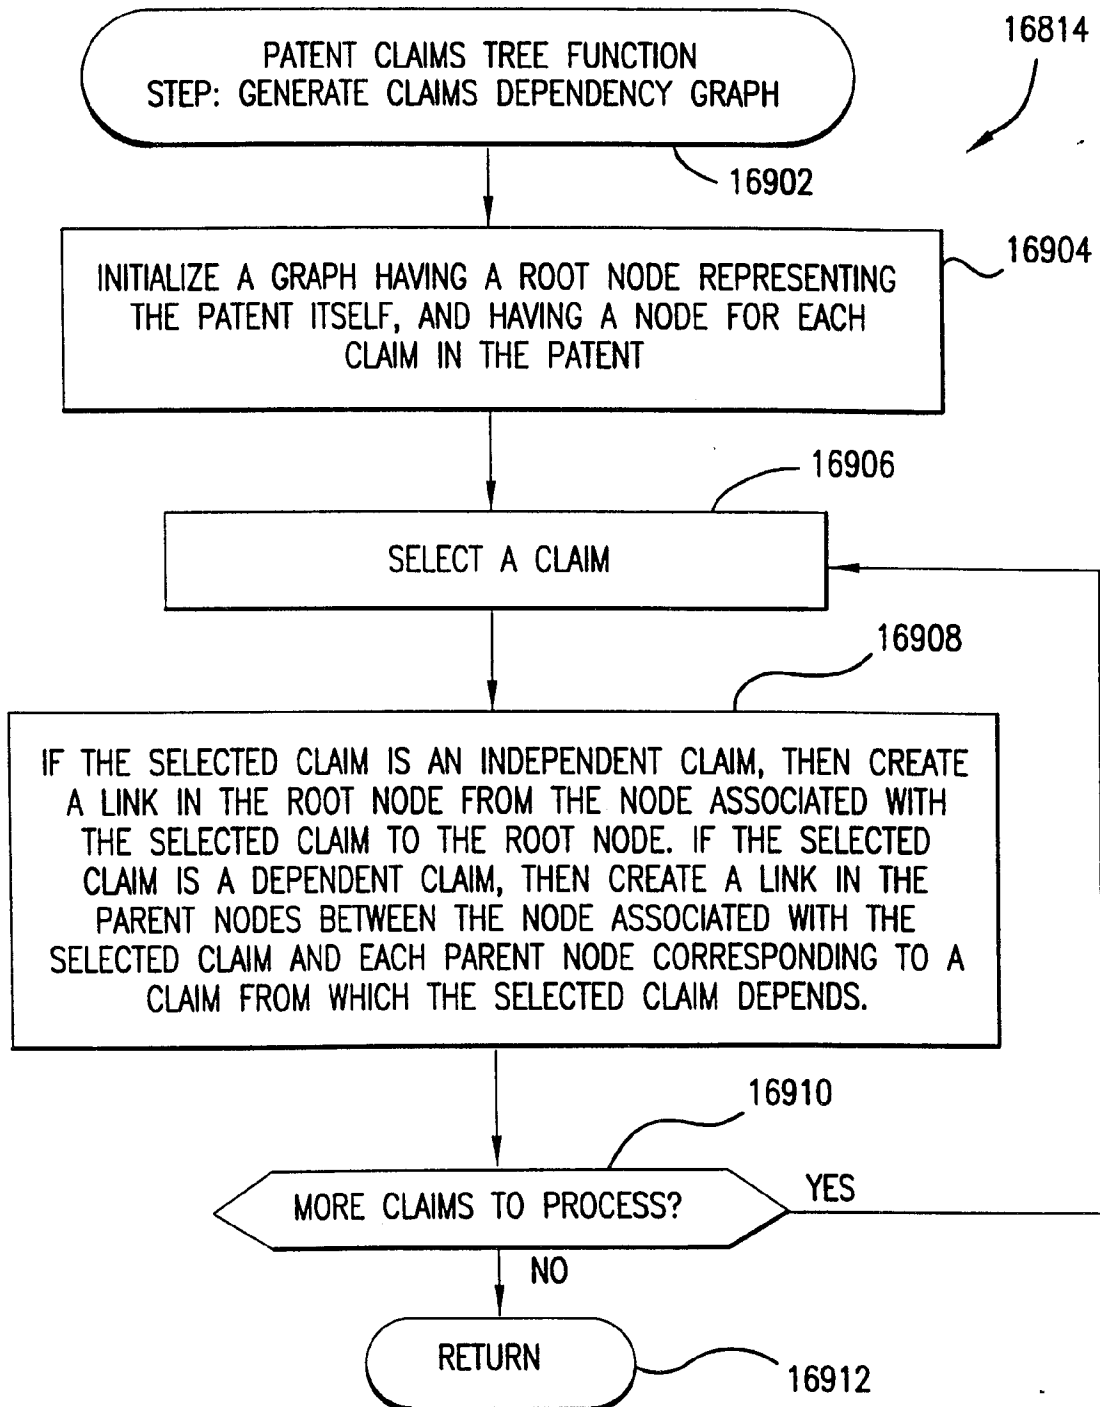 16814
PATENT CLAIMS TREE FUNCTION
STEP: GENERATE CLAIMS DEPENDENCY GRAPH
16902
16904
INITIALIZE A GRAPH HAVING A ROOT NODE REPRESENTING
THE PATENT ITSELF, AND HAVING A NODE FOR EACH
CLAIM IN THE PATENT
16906
SELECT A CLAIM
16908
IF THE SELECTED CLAIM IS AN INDEPENDENT CLAIM, THEN CREATE
A LINK IN THE ROOT NODE FROM THE NODE ASSOCIATED WITH
THE SELECTED CLAIM TO THE ROOT NODE. IF THE SELECTED
CLAIM IS A DEPENDENT CLAIM, THEN CREATE A LINK IN THE
PARENT NODES BETWEEN THE NODE ASSOCIATED WITH THE
SELECTED CLAIM AND EACH PARENT NODE CORRESPONDING TO A
CLAIM FROM WHICH THE SELECTED CLAIM DEPENDS.
16910
MORE CLAIMS TO PROCESS?
YES
NO
RETURN
16912